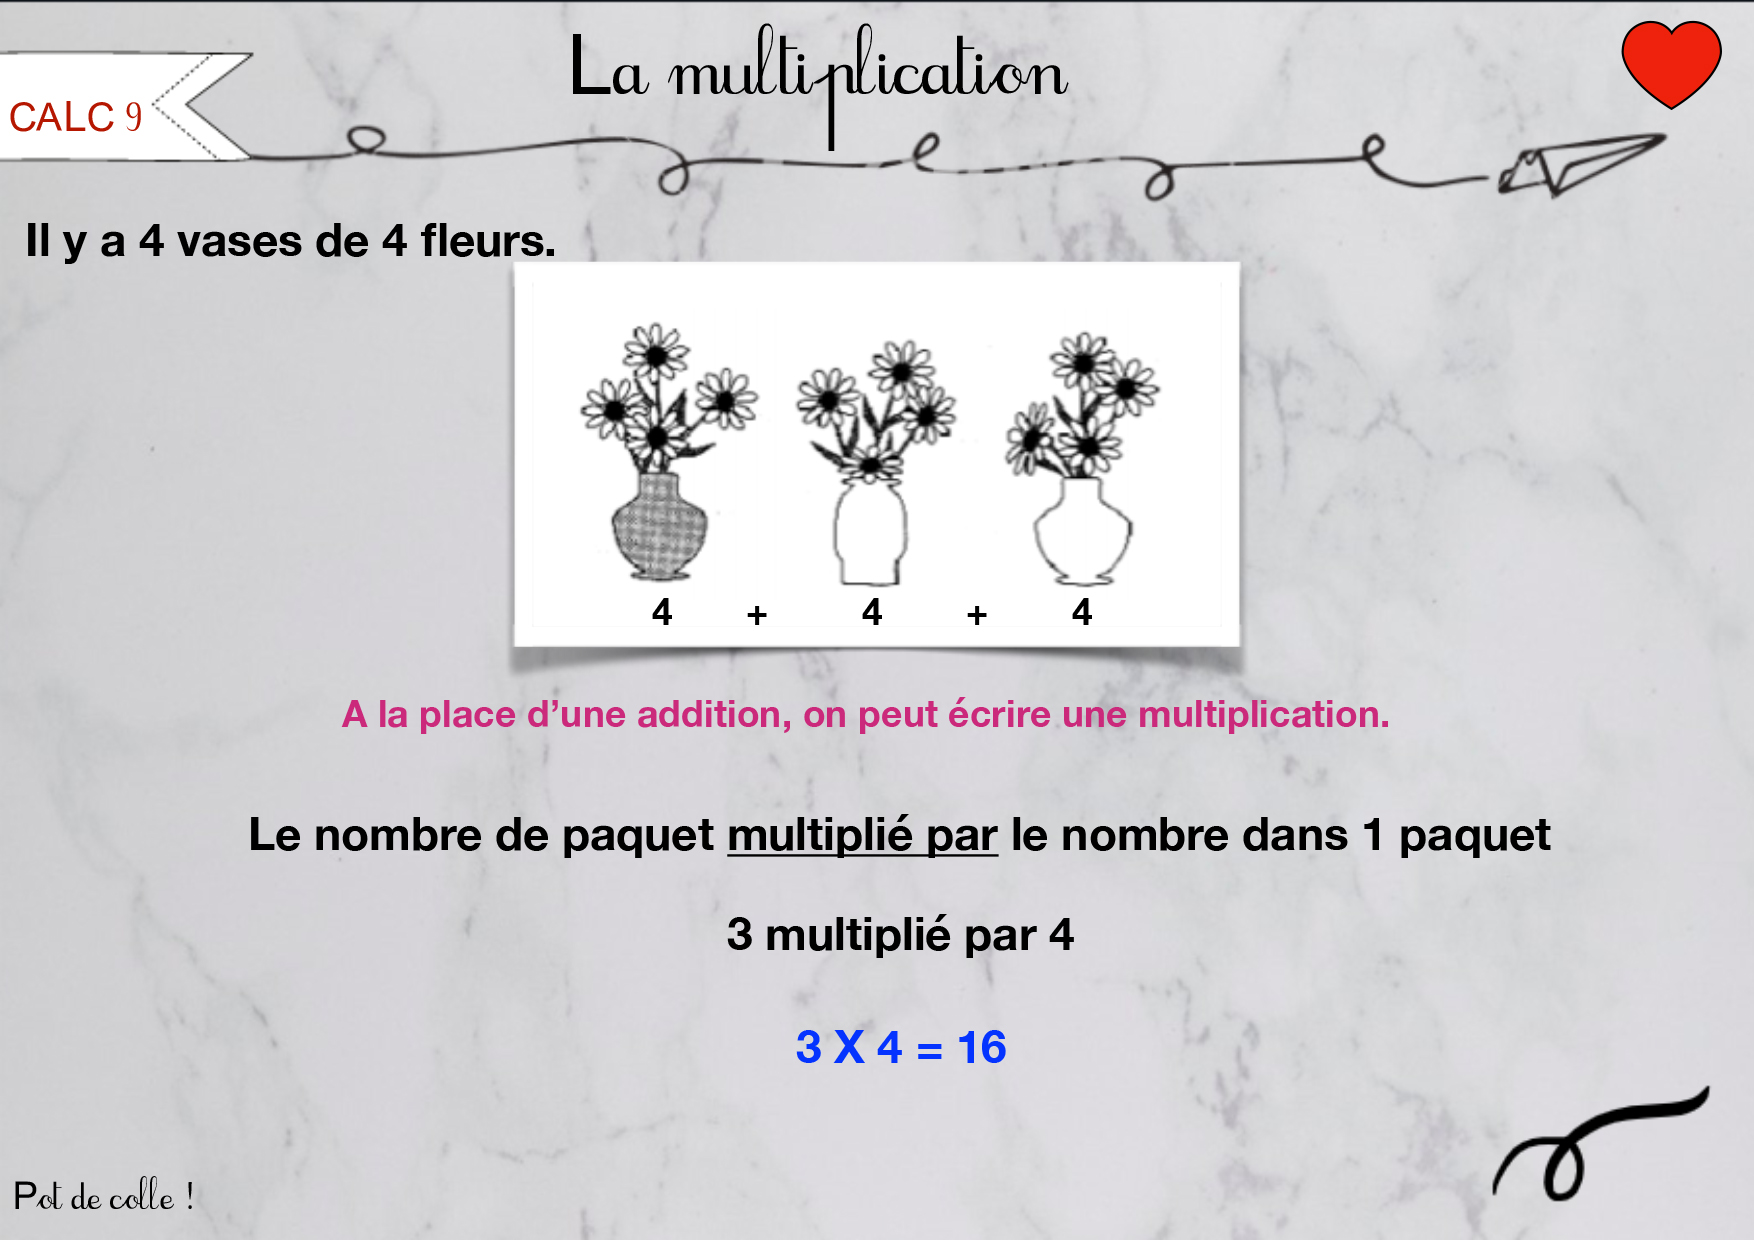 La multiplication
CALC 9
Il y a 4 vases de 4 fleurs.
4 + 4 + 4
A la place d’une addition, on peut écrire une multiplication.
Le nombre de paquet multiplié par le nombre dans 1 paquet
3 multiplié par 4
3 X 4 = 16
Pot de colle !